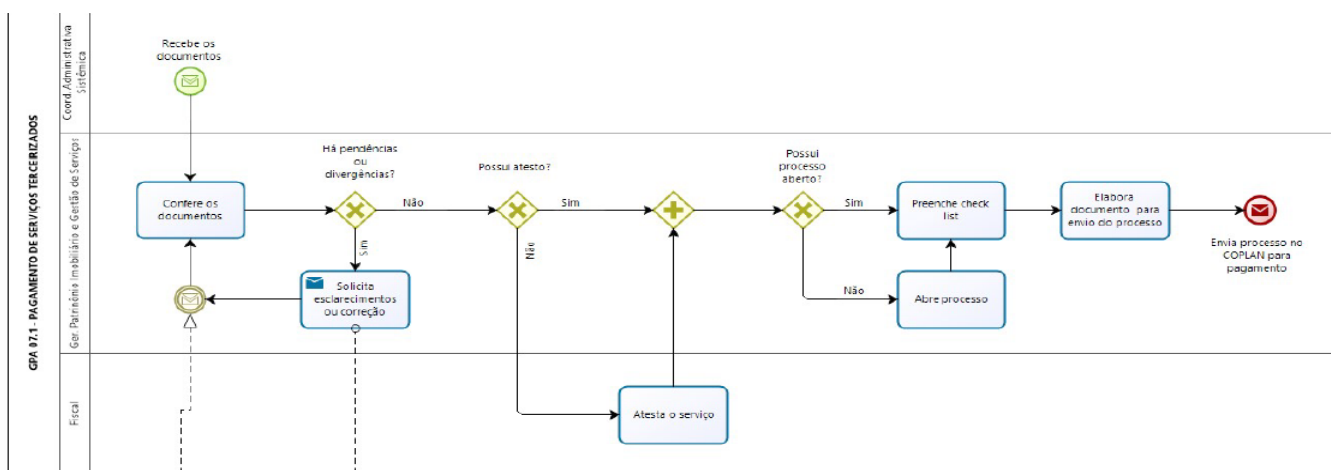 GPA 07.1 - PAGAMENTO DE SERVIÇOS TERCERIZADOS
Coord. Administrativa
Sistêmica
Recebe os
documentos
Ger. Patrimônio Imobiliário e Gestão de Serviços
Confere os
documentos
Há pendências
ou
divergências?
Não
Sim
Solicita
esclarecimentos
ou correção
Possui atesto?
Sim
Não
Possui
processo
aberto?
Sim
Não
Preenche check
list
Abre processo
Elabora
documento para
envio do processo
Envia processo no
COPLAN para
pagamento
Fiscal
Atesta o serviço